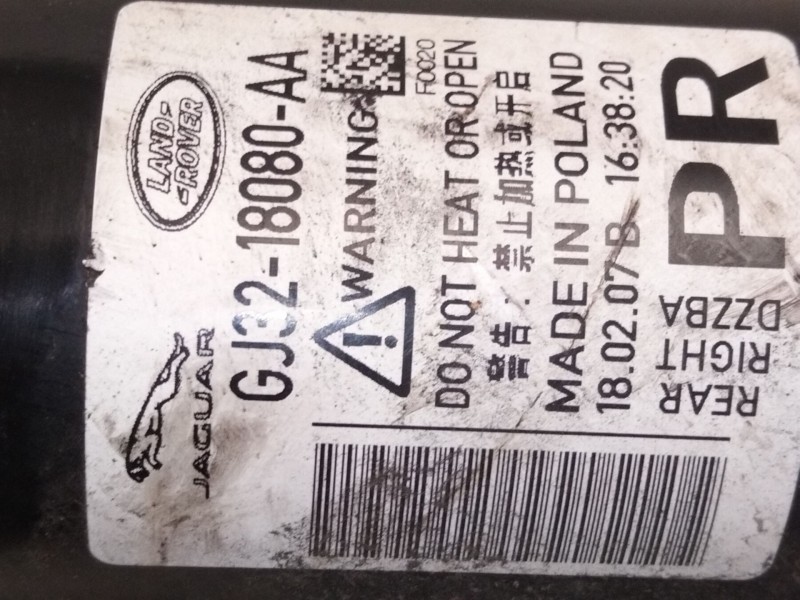 JAGUAR
LAND-
-ROVER
GJ32-18080-AA
WARNING
F0020
DO NOT HEAT OR OPEN
警告：禁止加热或开启
MADE IN POLAND
18.02.07 B 16:38:20
REAR
RIGHT
DZZBA
PR